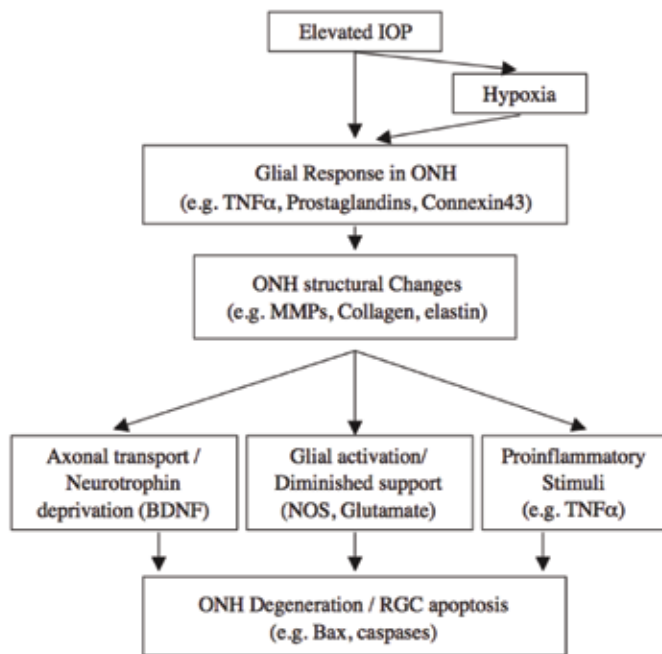 Elevated IOP
Hypoxia
Glial Response in ONH
(e.g. TNFα, Prostaglandins, Connexin43)
ONH structural Changes
(e.g. MMPs, Collagen, elastin)
Axonal transport /
Neurotrophin
deprivation (BDNF)
Glial activation/
Diminished support
(NOS, Glutamate)
Proinflammatory
Stimuli
(e.g. TNFα)
ONH Degeneration / RGC apoptosis
(e.g. Bax, caspases)